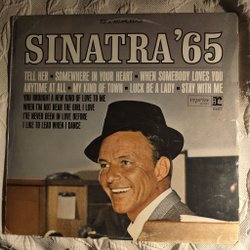 SINATRA '65
TELL HER • SOMEWHERE IN YOUR HEART • WHEN SOMEBODY LOVES YOU
ANYTIME AT ALL • MY KIND OF TOWN • LUCK BE A LADY • STAY WITH ME
YOU BROUGHT A NEW KIND OF LOVE TO ME
WHEN I'M NOT NEAR THE GIRL I LOVE
I'VE NEVER BEEN IN LOVE BEFORE
I LIKE TO LEAD WHEN I DANCE
reprise